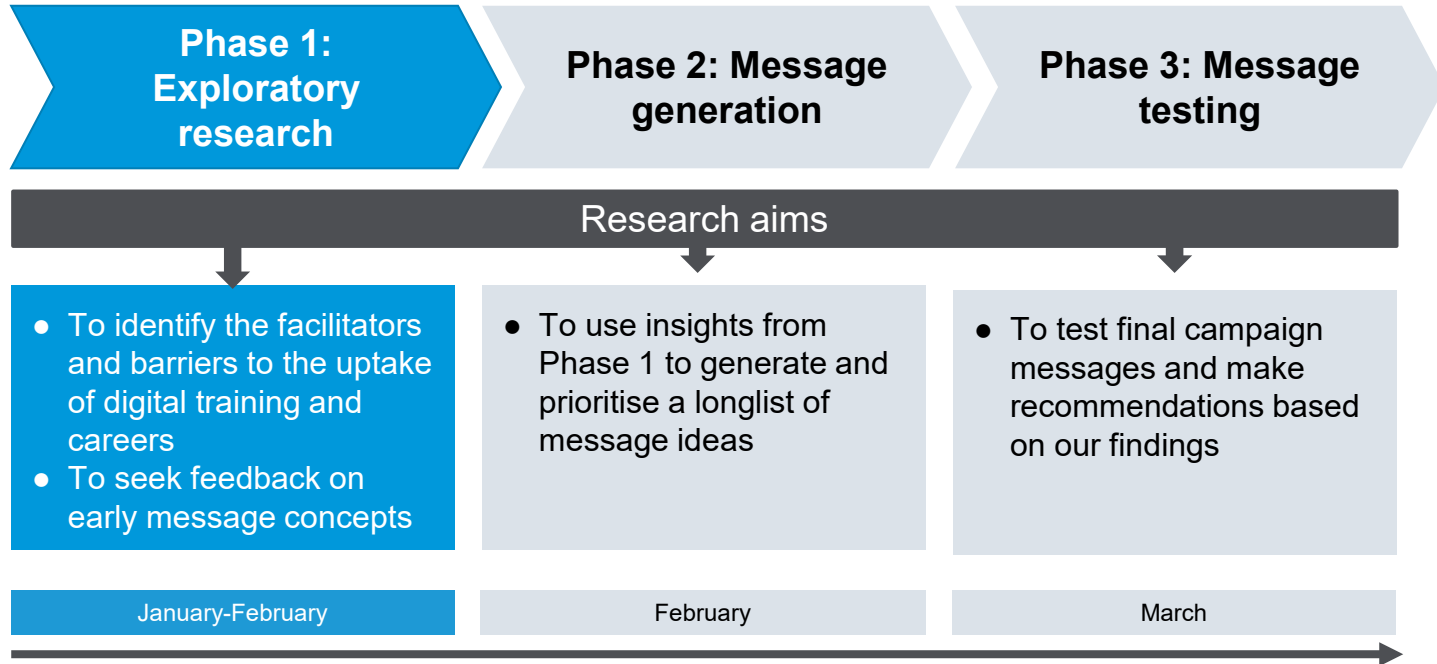 Phase 1:
Exploratory
research
Phase 2: Message
generation
Phase 3: Message
testing
Research aims
● To identify the facilitators
and barriers to the uptake
of digital training and
careers
● To seek feedback on
early message concepts
● To use insights from
Phase 1 to generate and
prioritise a longlist of
message ideas
● To test final campaign
messages and make
recommendations based
on our findings
January-February
February
March